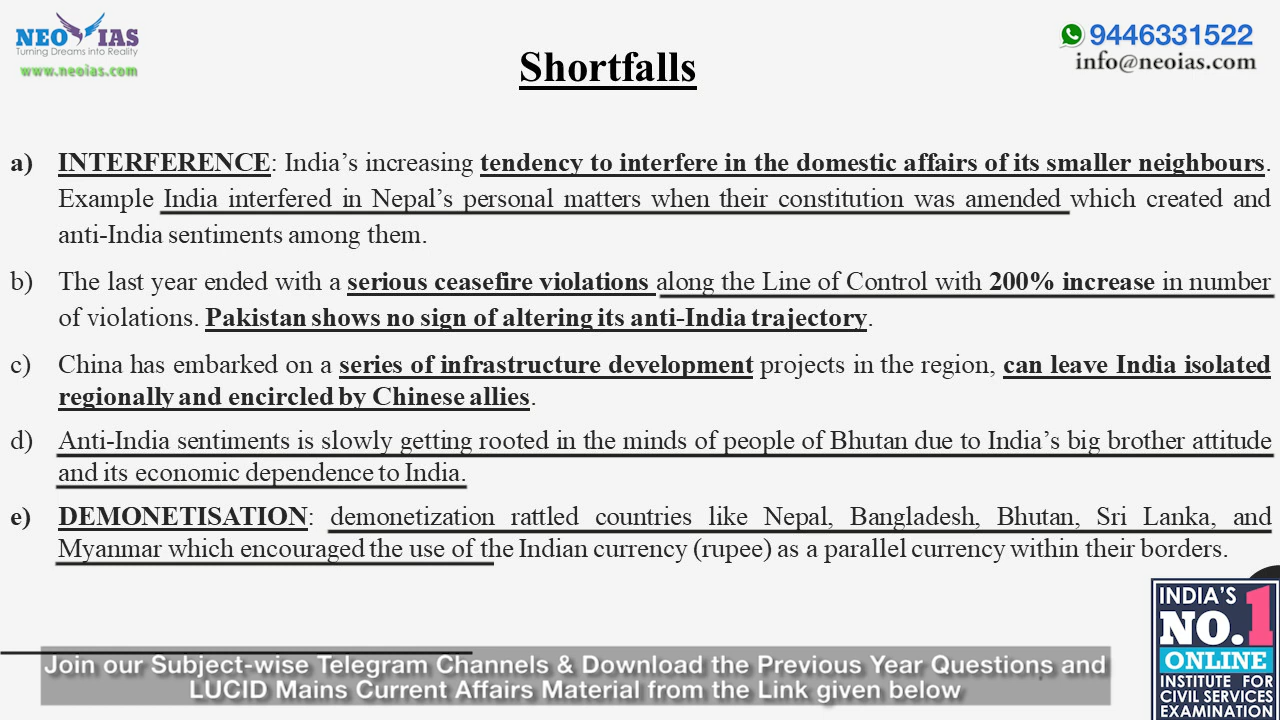 NEO IAS
Turning Dreams into Reality
www.neoias.com
9446331522
info@neoias.com
Shortfalls
a) INTERFERENCE: India's increasing tendency to interfere in the domestic affairs of its smaller neighbours.
Example India interfered in Nepal's personal matters when their constitution was amended which created and
anti-India sentiments among them.
b) The last year ended with a serious ceasefire violations along the Line of Control with 200% increase in number
of violations. Pakistan shows no sign of altering its anti-India trajectory.
c) China has embarked on a series of infrastructure development projects in the region, can leave India isolated
regionally and encircled by Chinese allies.
d) Anti-India sentiments is slowly getting rooted in the minds of people of Bhutan due to India's big brother attitude
and its economic dependence to India.
e) DEMONETISATION: demonetization rattled countries like Nepal, Bangladesh, Bhutan, Sri Lanka, and
Myanmar which encouraged the use of the Indian currency (rupee) as a parallel currency within their borders.
INDIA'S
NO.1
ONLINE
INSTITUTE FOR
CIVIL SERVICES
EXAMINATION
Join our Subject-wise Telegram Channels & Download the Previous Year Questions and
LUCID Mains Current Affairs Material from the Link given below